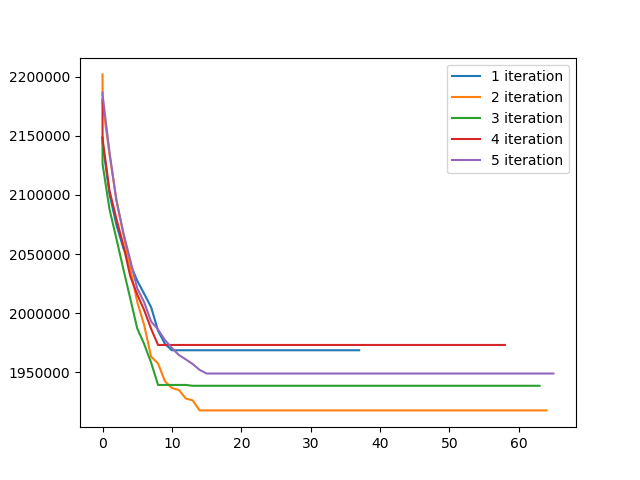 2200000
2150000
2100000
2050000
2000000
1950000
0 10 20 30 40 50 60
1 iteration
2 iteration
3 iteration
4 iteration
5 iteration